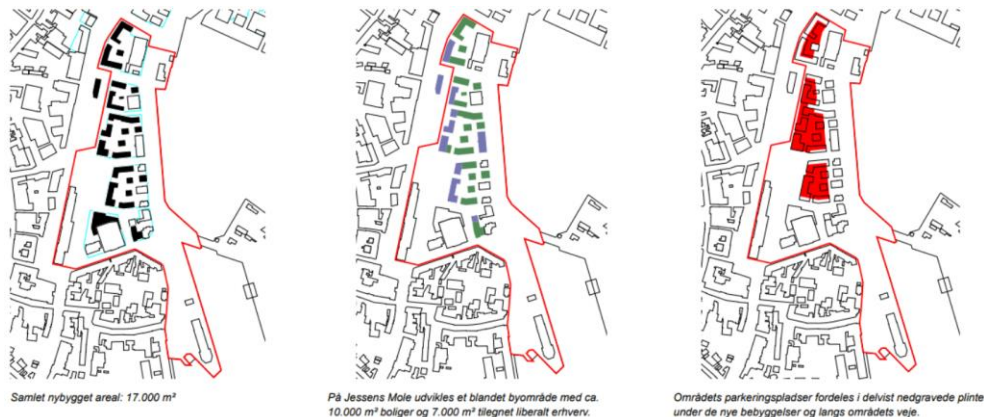 Samlet nybygget areal: 17.000 m²
På Jessens Mole udvikles et blandet byområde med ca.
10.000 m² boliger og 7.000 m² tilegnet liberalt erhverv.
Områdets parkeringspladser fordeles i delvist nedgravede plinte
under de nye bebyggelser og langs områdets veje.